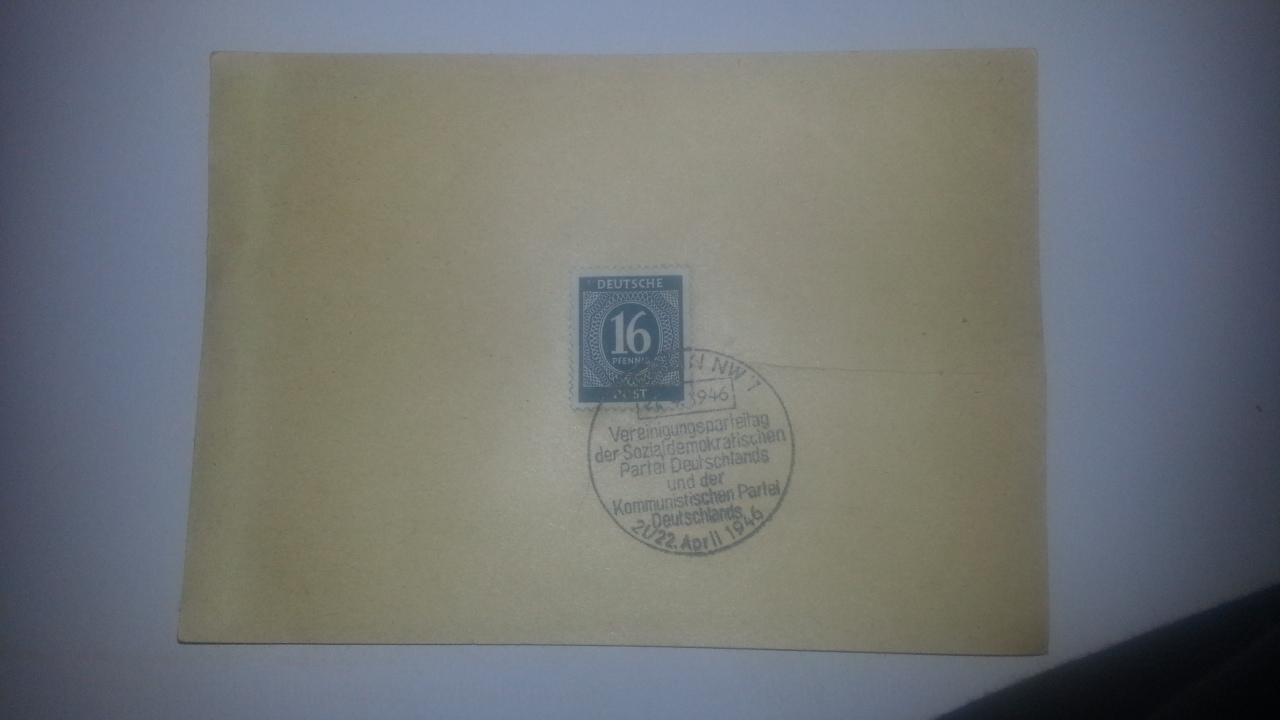 DEUTSCHE
16
PFENNIG
POST
NW 7
1946
Vereinigungsparteitag
der Sozialdemokratischen
Partei Deutschlands
und der
Kommunistischen Partei
Deutschlands
21/22. April 1946